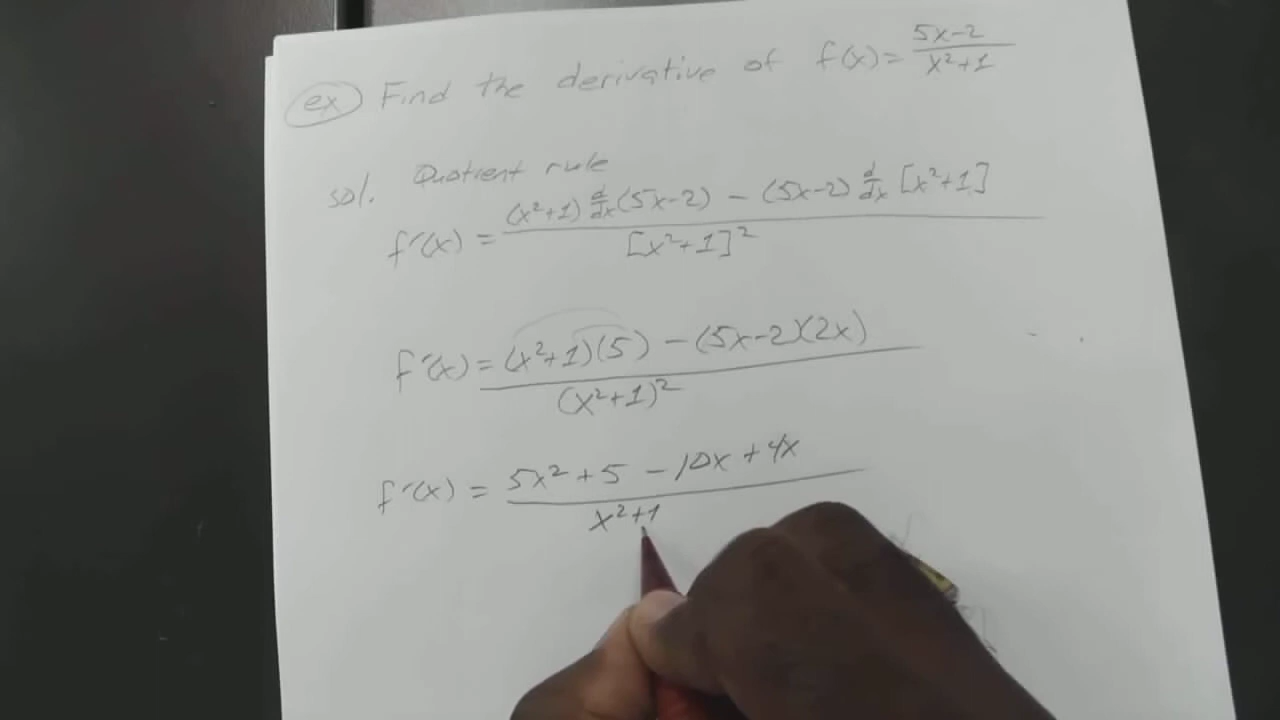 ex Find the derivative of f(x) = (5x-2)/(x²+1)
sol. Quotient rule
f'(x) = ((x²+1) d/dx (5x-2) - (5x-2) d/dx [x²+1])/[x²+1]²
f'(x) = ((x²+1)(5) - (5x-2)(2x))/(x²+1)²
f'(x) = (5x²+5 - 10x + 4x)/(x²+1